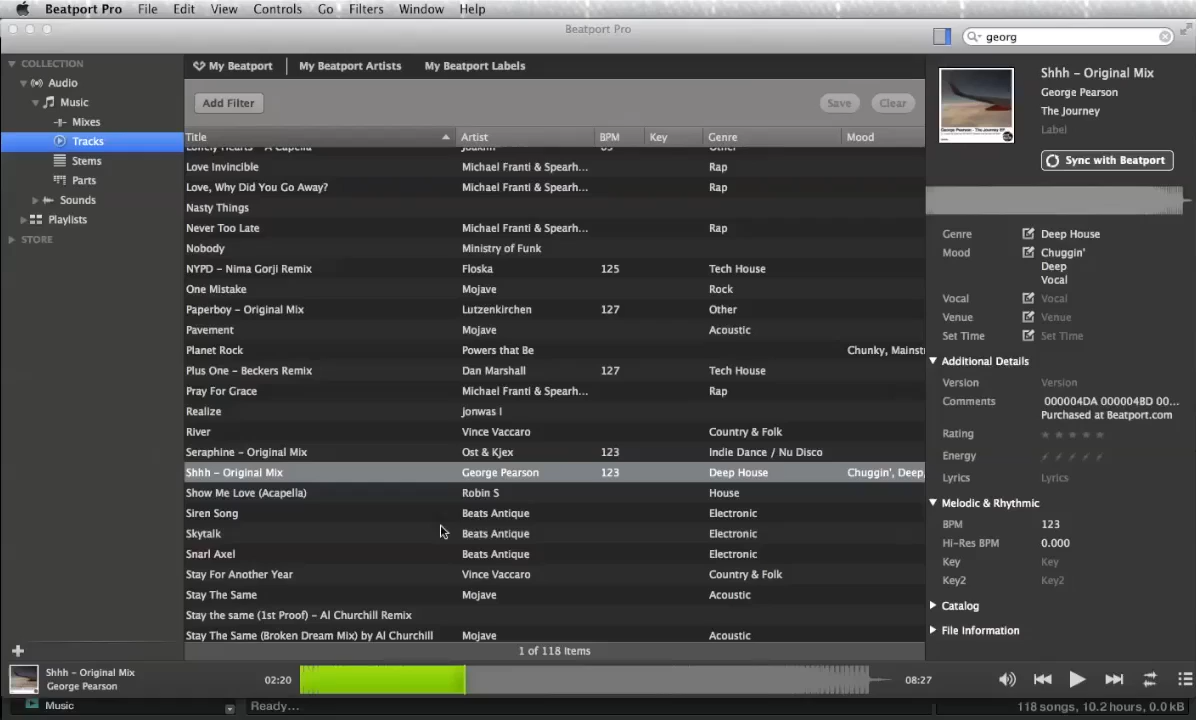 Beatport Pro File Edit View Controls Go Filters Window Help
Beatport Pro
georg
COLLECTION
Audio
Music
Mixes
Tracks
Stems
Parts
Sounds
Playlists
STORE
My Beatport My Beatport Artists My Beatport Labels
Add Filter Save Clear
Title Artist BPM Key Genre Mood
Lonely Hearts – A Capella Joakim Other
Love Invincible Michael Franti & Spearh... Rap
Love, Why Did You Go Away? Michael Franti & Spearh... Rap
Nasty Things
Never Too Late Michael Franti & Spearh... Rap
Nobody Ministry of Funk
NYPD – Nima Gorji Remix Floska 125 Tech House
One Mistake Mojave Rock
Paperboy – Original Mix Lutzenkirchen 127 Other
Pavement Mojave Acoustic
Planet Rock Powers that Be Chunky, Mainst
Plus One – Beckers Remix Dan Marshall 127 Tech House
Pray For Grace Michael Franti & Spearh... Rap
Realize jonwas I
River Vince Vaccaro Country & Folk
Seraphine – Original Mix Ost & Kjex 123 Indie Dance / Nu Disco
Shhh – Original Mix George Pearson 123 Deep House Chuggin', Deep,
Show Me Love (Acapella) Robin S House
Siren Song Beats Antique Electronic
Skytalk Beats Antique Electronic
Snarl Axel Beats Antique Electronic
Stay For Another Year Vince Vaccaro Country & Folk
Stay The Same Mojave Acoustic
Stay the same (1st Proof) – Al Churchill Remix
Stay The Same (Broken Dream Mix) by Al Churchill Mojave Acoustic
1 of 118 Items
Shhh – Original Mix
George Pearson
The Journey
Label
Sync with Beatport
Genre Deep House
Mood Chuggin'
Deep
Vocal
Vocal Vocal
Venue Venue
Set Time Set Time
Additional Details
Version Version
Comments 000004DA 000004BD 00...
Purchased at Beatport.com
Rating
Energy
Lyrics Lyrics
Melodic & Rhythmic
BPM 123
Hi-Res BPM 0.000
Key Key
Key2 Key2
Catalog
File Information
Shhh – Original Mix
George Pearson
02:20 08:27
Music Ready... 118 songs, 10.2 hours, 0.0 kB